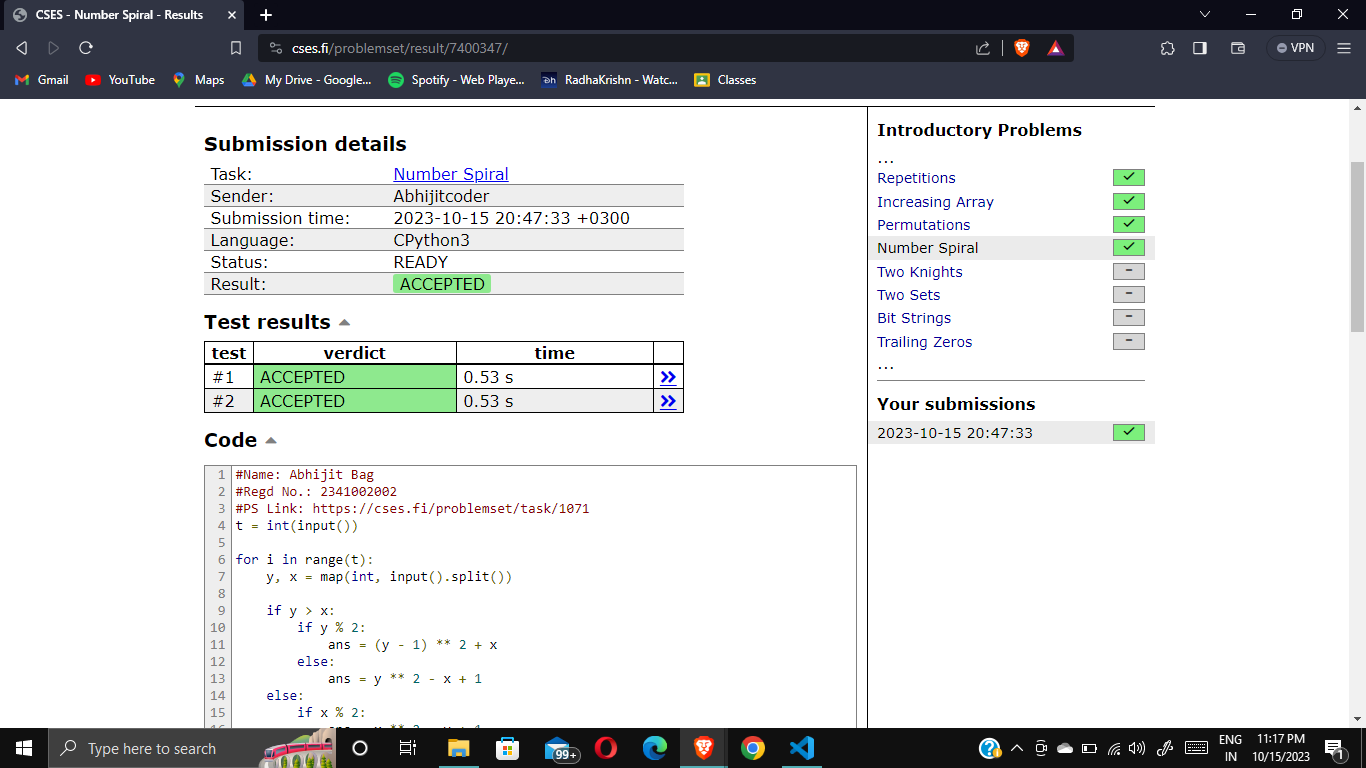 CSES - Number Spiral - Results
cses.fi/problemset/result/7400347/
VPN
Gmail YouTube Maps My Drive - Google... Spotify - Web Playe... RadhaKrishn - Watc... Classes
Submission details
Task: Number Spiral
Sender: Abhijitcoder
Submission time: 2023-10-15 20:47:33 +0300
Language: CPython3
Status: READY
Result: ACCEPTED
Test results
test verdict time
#1 ACCEPTED 0.53 s
#2 ACCEPTED 0.53 s
Code
1 #Name: Abhijit Bag
2 #Regd No.: 2341002002
3 #PS Link: https://cses.fi/problemset/task/1071
4 t = int(input())
5
6 for i in range(t):
7     y, x = map(int, input().split())
8
9     if y > x:
10         if y % 2:
11             ans = (y - 1) ** 2 + x
12         else:
13             ans = y ** 2 - x + 1
14     else:
15         if x % 2:
Introductory Problems
...
Repetitions
Increasing Array
Permutations
Number Spiral
Two Knights
Two Sets
Bit Strings
Trailing Zeros
...
Your submissions
2023-10-15 20:47:33
Type here to search
99+
ENG
IN
11:17 PM
10/15/2023
1